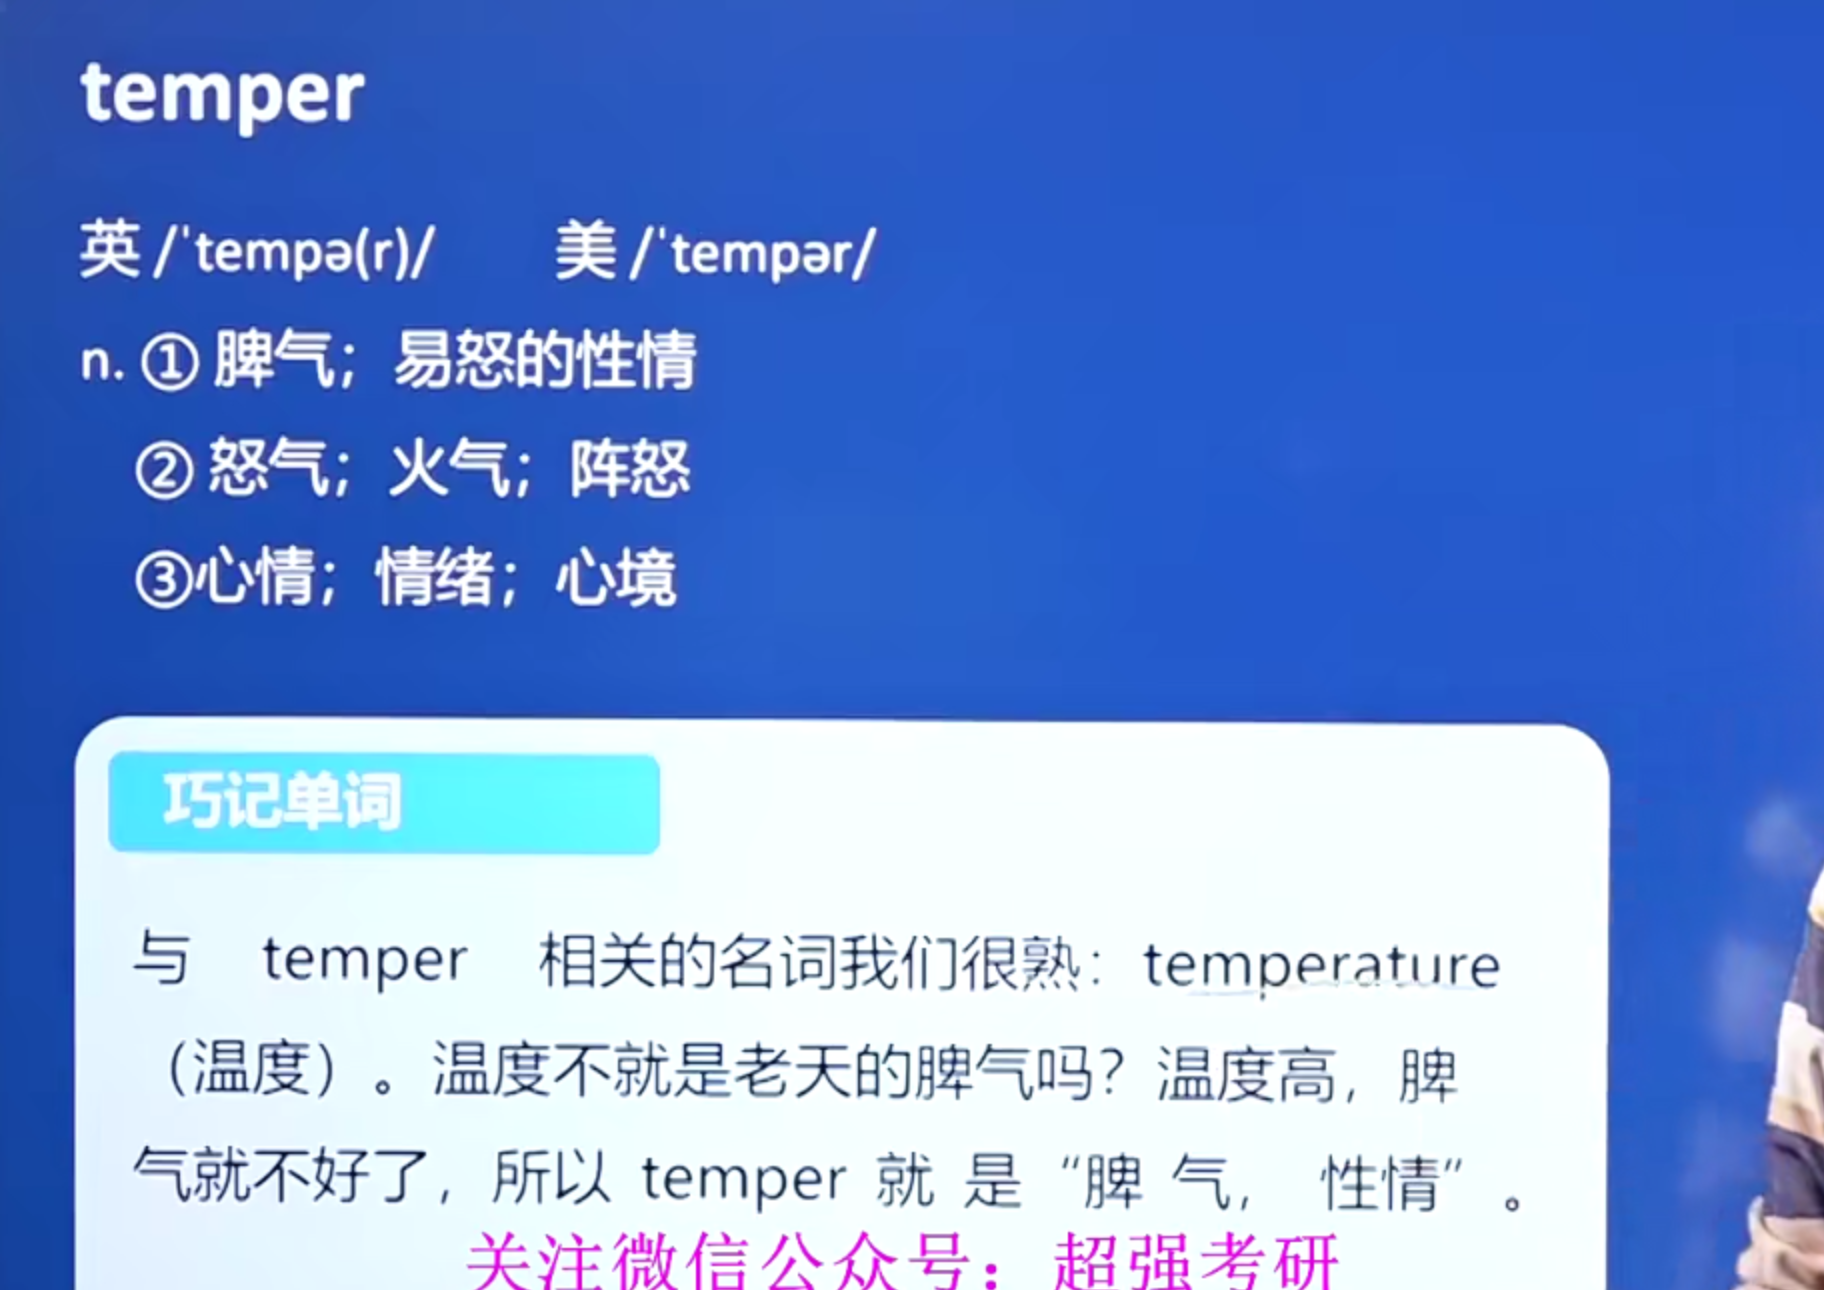 temper
英 /ˈtempə(r)/ 美 /ˈtempər/
n. ① 脾气；易怒的性情
② 怒气；火气；阵怒
③心情；情绪；心境
巧记单词
与 temper 相关的名词我们很熟：temperature
（温度）。温度不就是老天的脾气吗？温度高，脾
气就不好了，所以 temper 就 是 “脾 气， 性情” 。
关注微信公众号：超强考研